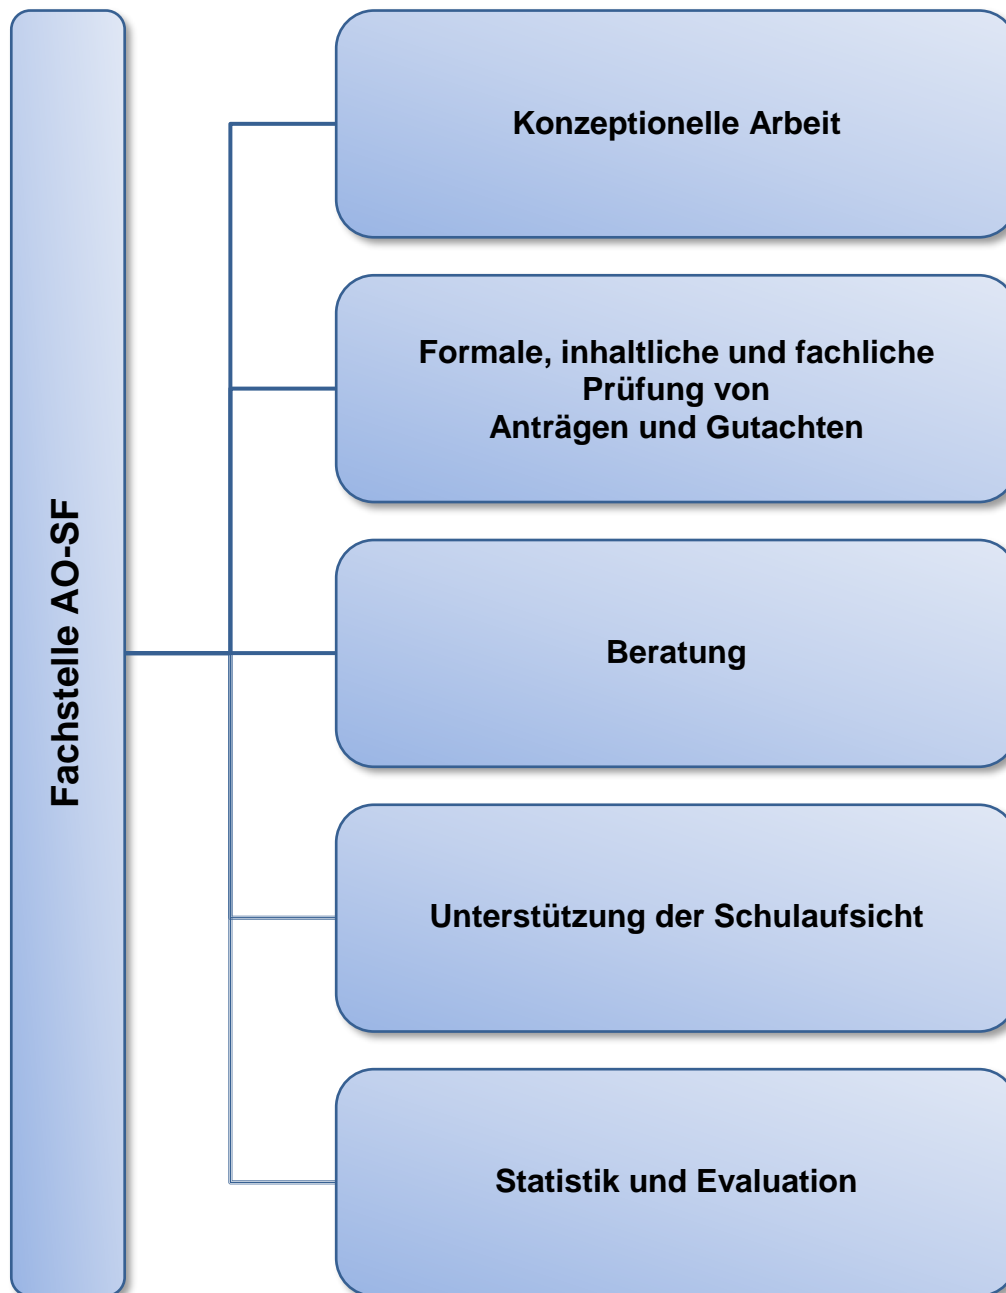 Fachstelle AO-SF
Konzeptionelle Arbeit
Formale, inhaltliche und fachliche
Prüfung von
Anträgen und Gutachten
Beratung
Unterstützung der Schulaufsicht
Statistik und Evaluation